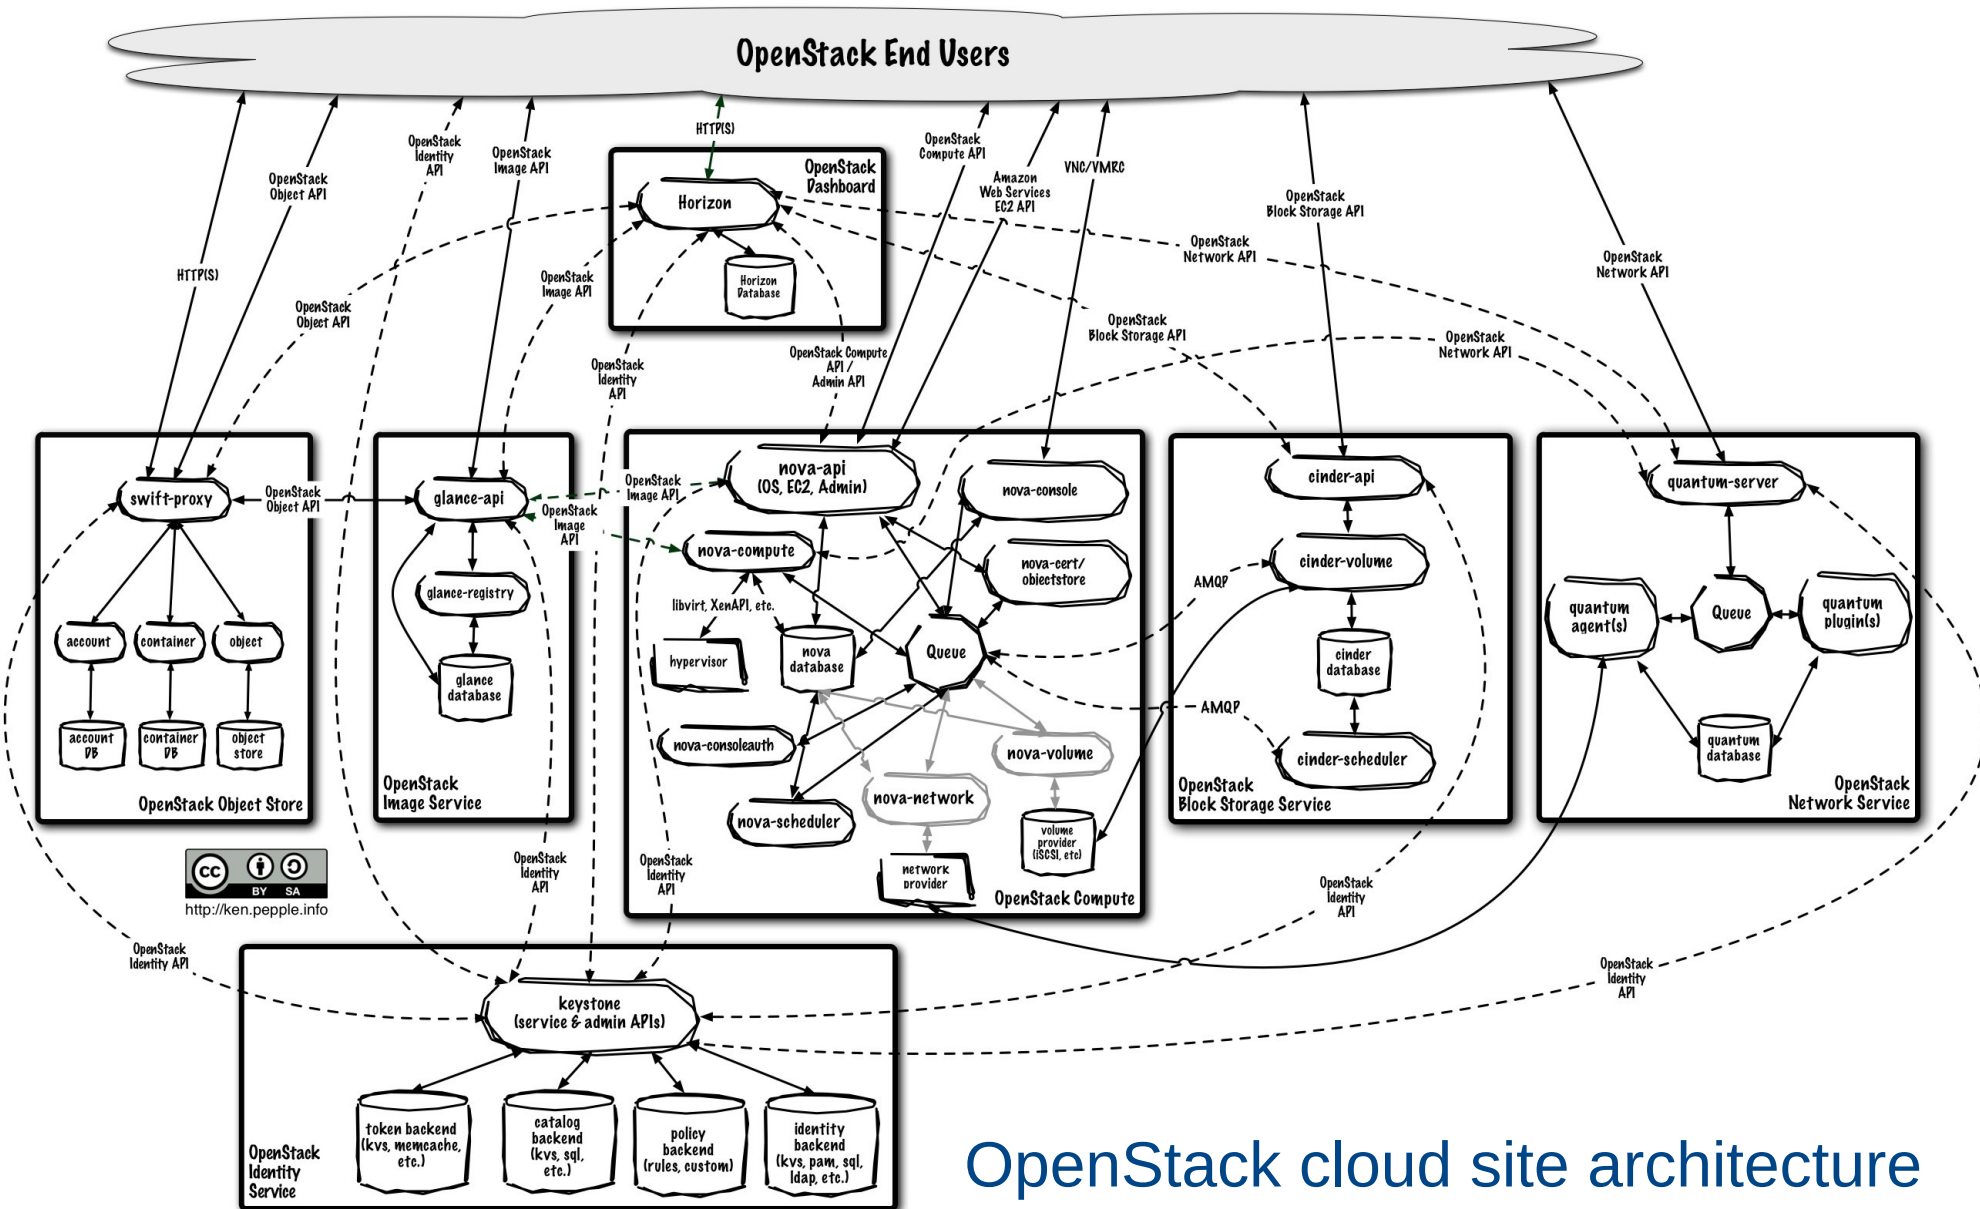 OpenStack End Users
HTTP(S)
OpenStack
Object API
OpenStack
Identity
API
OpenStack
Image API
HTTP(S)
OpenStack
Compute API
Amazon
Web Services
EC2 API
VNC/VMRC
OpenStack
Block Storage API
OpenStack
Network API
OpenStack
Dashboard
Horizon
Horizon
Database
OpenStack
Object API
OpenStack
Image API
OpenStack
Identity
API
OpenStack Compute
API /
Admin API
OpenStack
Network API
OpenStack
Block Storage API
OpenStack
Network API
swift-proxy
OpenStack
Object API
account
container
object
account
DB
container
DB
object
store
OpenStack Object Store
glance-api
glance-registry
glance
database
OpenStack
Image Service
OpenStack
Image API
OpenStack
Image
API
nova-api
(OS, EC2, Admin)
nova-console
nova-compute
nova-cert/
objectstore
libvirt, XenAPI, etc.
hypervisor
nova
database
Queue
nova-consoleauth
nova-volume
nova-network
nova-scheduler
volume
provider
(iSCSI, etc)
network
provider
OpenStack Compute
cinder-api
cinder-volume
AMQP
cinder
database
AMQP
cinder-scheduler
OpenStack
Block Storage Service
quantum-server
quantum
agent(s)
Queue
quantum
plugin(s)
quantum
database
OpenStack
Network Service
cc
BY SA
http://ken.pepple.info
OpenStack
Identity API
OpenStack
Identity
API
OpenStack
Identity
API
OpenStack
Identity
API
OpenStack
Identity
API
keystone
(service & admin APIs)
token backend
(kvs, memcache,
etc.)
catalog
backend
(kvs, sql,
etc.)
policy
backend
(rules, custom)
identity
backend
(kvs, pam, sql,
ldap, etc.)
OpenStack
Identity
Service
OpenStack cloud site architecture